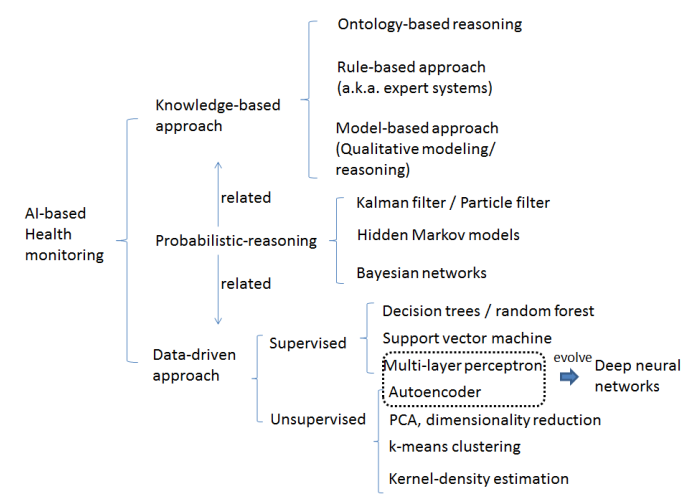 Ontology-based reasoning
Rule-based approach
(a.k.a. expert systems)
Knowledge-based
approach
Model-based approach
(Qualitative modeling/
reasoning)
related
Kalman filter / Particle filter
AI-based
Health
monitoring
Probabilistic-reasoning
Hidden Markov models
Bayesian networks
related
Decision trees / random forest
Data-driven
approach
Supervised
Support vector machine
Multi-layer perceptron
evolve
Deep neural
networks
Autoencoder
Unsupervised
PCA, dimensionality reduction
k-means clustering
Kernel-density estimation